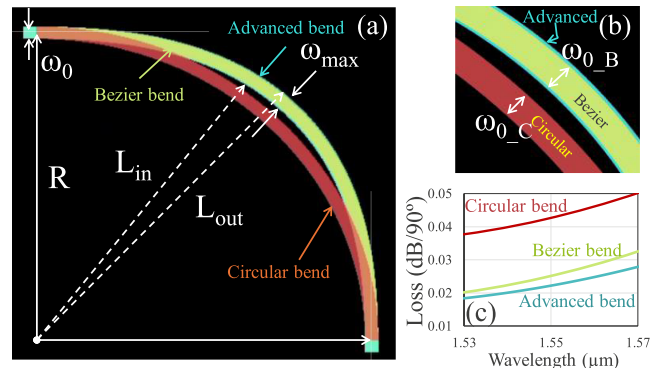 (a)
Advanced bend
ω0
ωmax
Bezier bend
Lin
R
Lout
Circular bend
Advanced
(b)
ω0_B
Bezier
ω0_C
Circular
0.05
Circular bend
0.04
Bezier bend
0.03
0.02
Advanced bend
0.01
(c)
Loss (dB/90º)
1.53
1.55
1.57
Wavelength (µm)